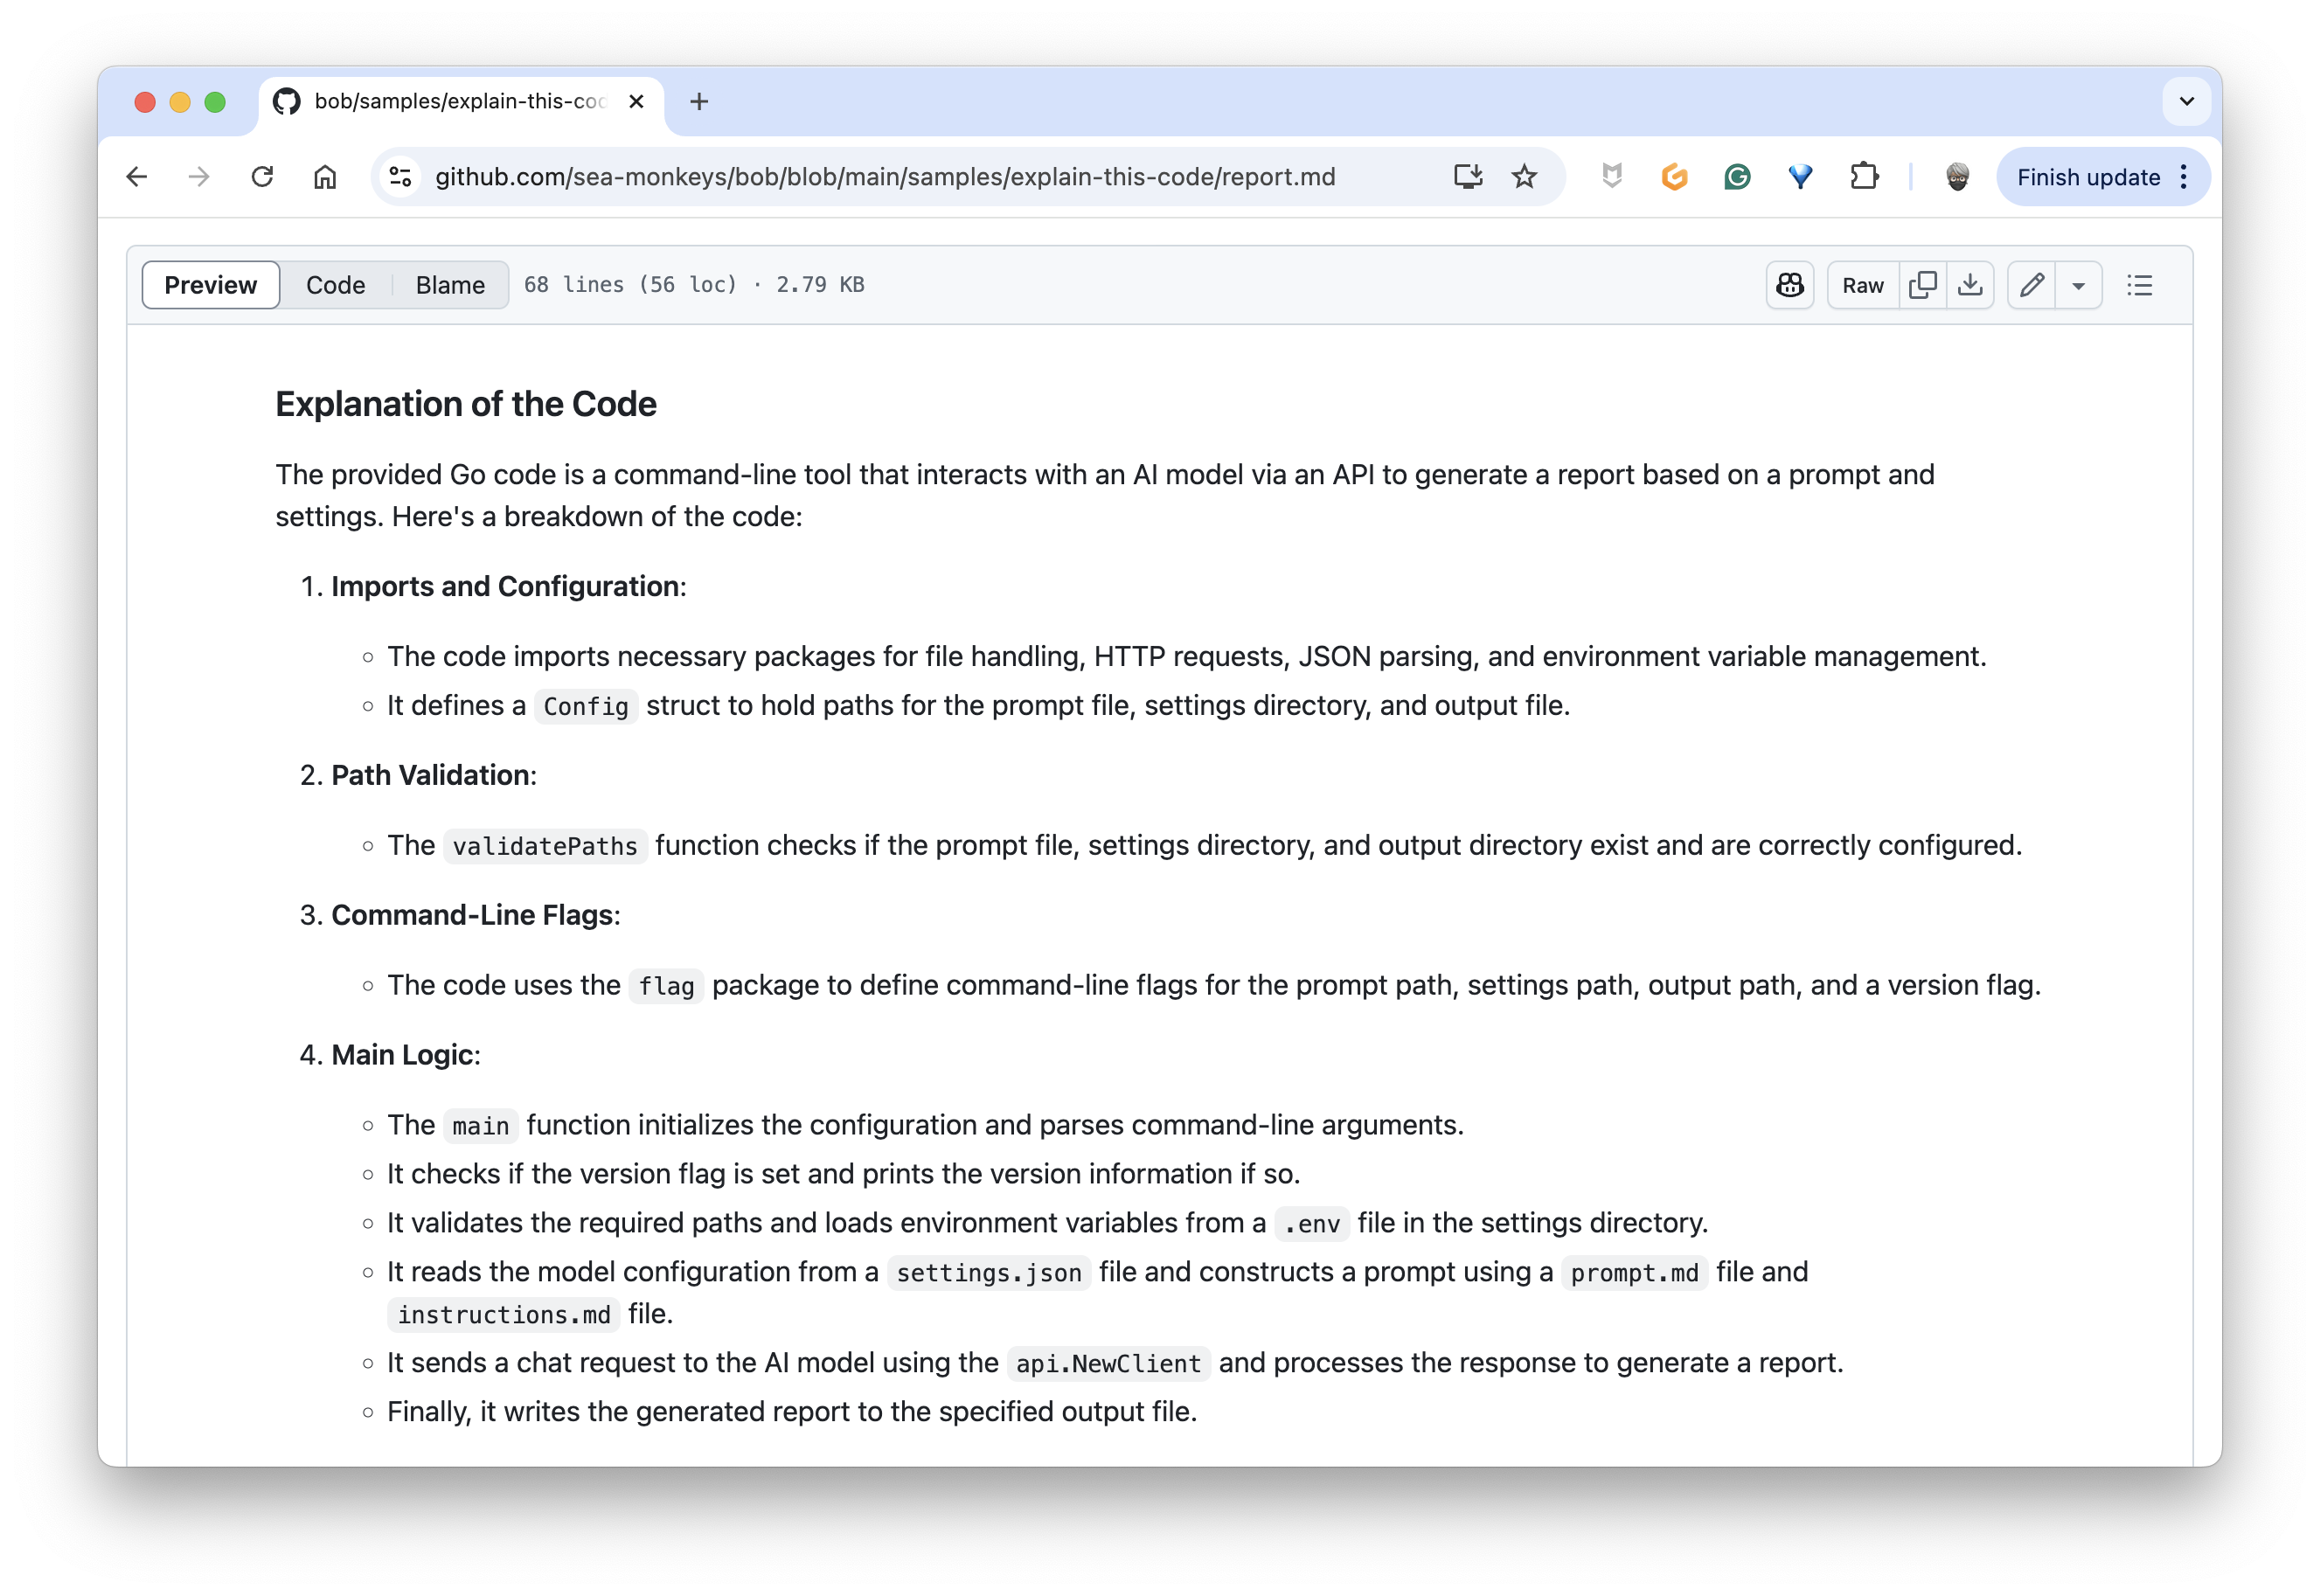 bob/samples/explain-this-co
github.com/sea-monkeys/bob/blob/main/samples/explain-this-code/report.md
Finish update
Preview
Code
Blame
68 lines (56 loc) · 2.79 KB
Raw
Explanation of the Code
The provided Go code is a command-line tool that interacts with an AI model via an API to generate a report based on a prompt and
settings. Here's a breakdown of the code:
1. Imports and Configuration:
The code imports necessary packages for file handling, HTTP requests, JSON parsing, and environment variable management.
It defines a Config struct to hold paths for the prompt file, settings directory, and output file.
2. Path Validation:
The validatePaths function checks if the prompt file, settings directory, and output directory exist and are correctly configured.
3. Command-Line Flags:
The code uses the flag package to define command-line flags for the prompt path, settings path, output path, and a version flag.
4. Main Logic:
The main function initializes the configuration and parses command-line arguments.
It checks if the version flag is set and prints the version information if so.
It validates the required paths and loads environment variables from a .env file in the settings directory.
It reads the model configuration from a settings.json file and constructs a prompt using a prompt.md file and
instructions.md file.
It sends a chat request to the AI model using the api.NewClient and processes the response to generate a report.
Finally, it writes the generated report to the specified output file.